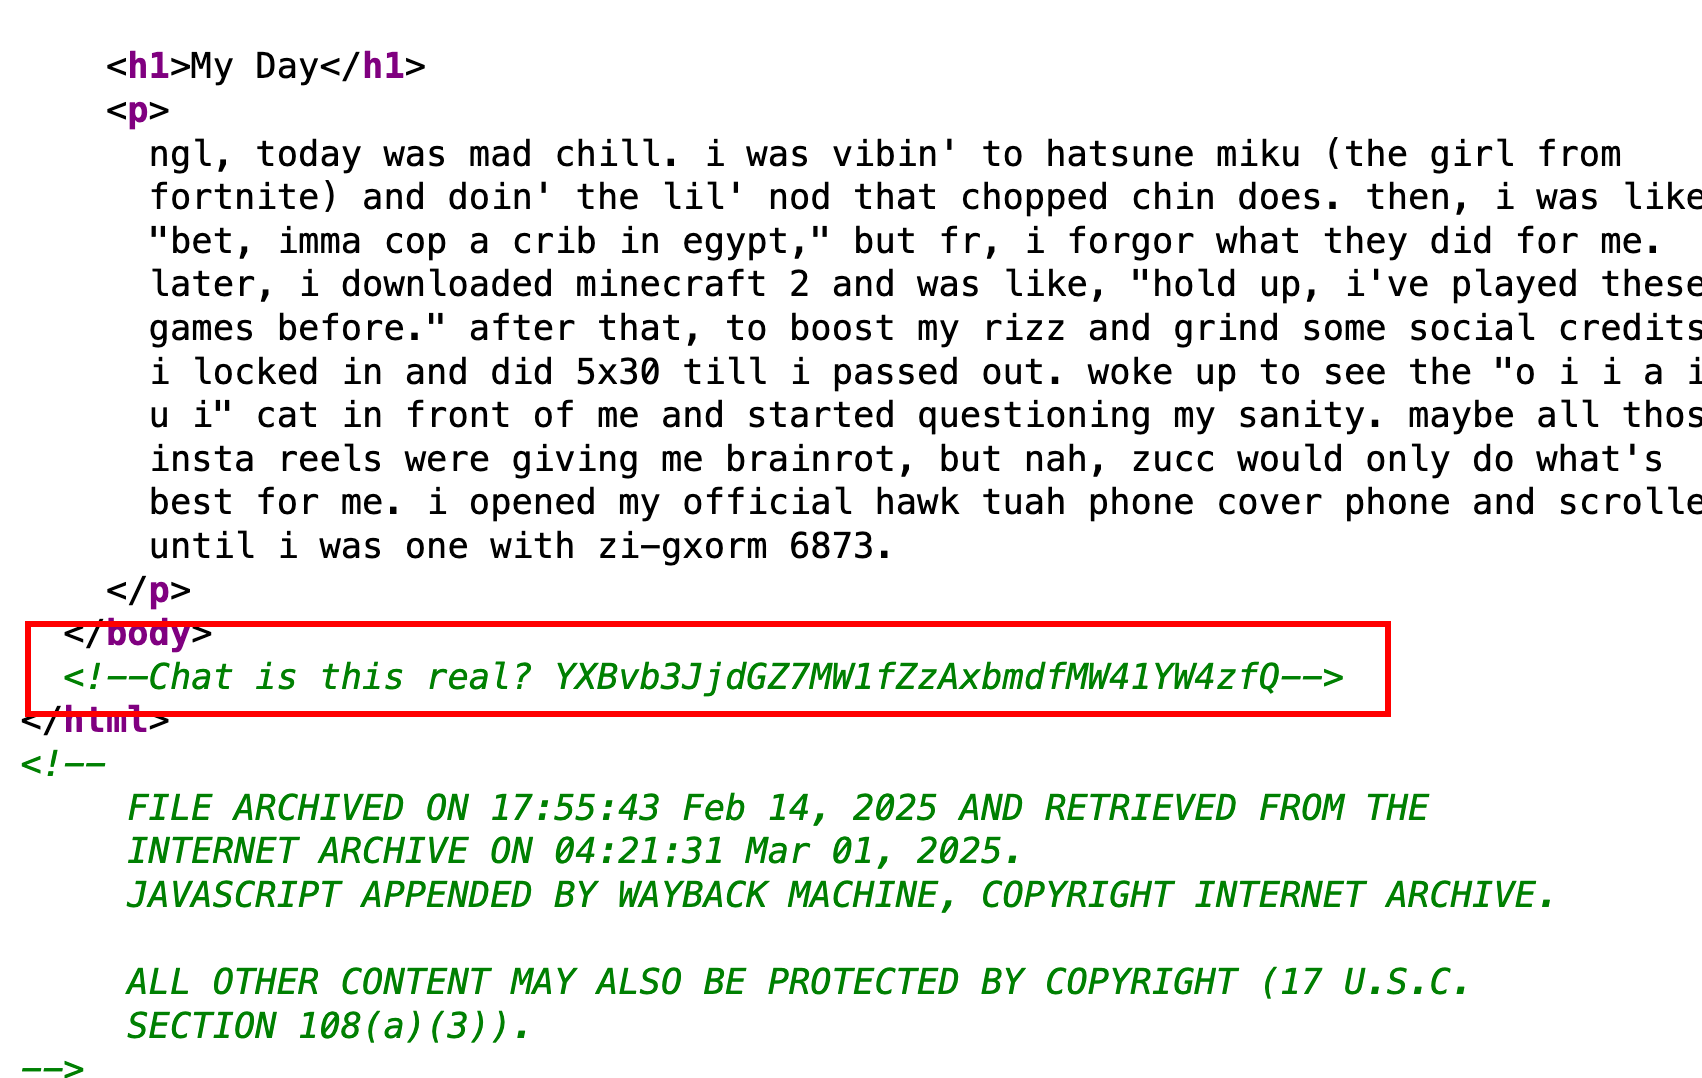 <h1>My Day</h1>
<p>
ngl, today was mad chill. i was vibin' to hatsune miku (the girl from
fortnite) and doin' the lil' nod that chopped chin does. then, i was like
"bet, imma cop a crib in egypt," but fr, i forgor what they did for me.
later, i downloaded minecraft 2 and was like, "hold up, i've played these
games before." after that, to boost my rizz and grind some social credits
i locked in and did 5x30 till i passed out. woke up to see the "o i i a i
u i" cat in front of me and started questioning my sanity. maybe all thos
insta reels were giving me brainrot, but nah, zucc would only do what's
best for me. i opened my official hawk tuah phone cover phone and scrolle
until i was one with zi-gxorm 6873.
</p>
</body>
<!--Chat is this real? YXBvb3JjdGZ7MW1fZzAxbmdfMW41YW4zfQ-->
</html>
<!--
FILE ARCHIVED ON 17:55:43 Feb 14, 2025 AND RETRIEVED FROM THE
INTERNET ARCHIVE ON 04:21:31 Mar 01, 2025.
JAVASCRIPT APPENDED BY WAYBACK MACHINE, COPYRIGHT INTERNET ARCHIVE.
ALL OTHER CONTENT MAY ALSO BE PROTECTED BY COPYRIGHT (17 U.S.C.
SECTION 108(a)(3)).
-->